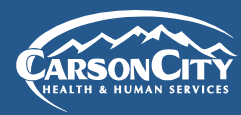 CARSON CITY
HEALTH & HUMAN SERVICES